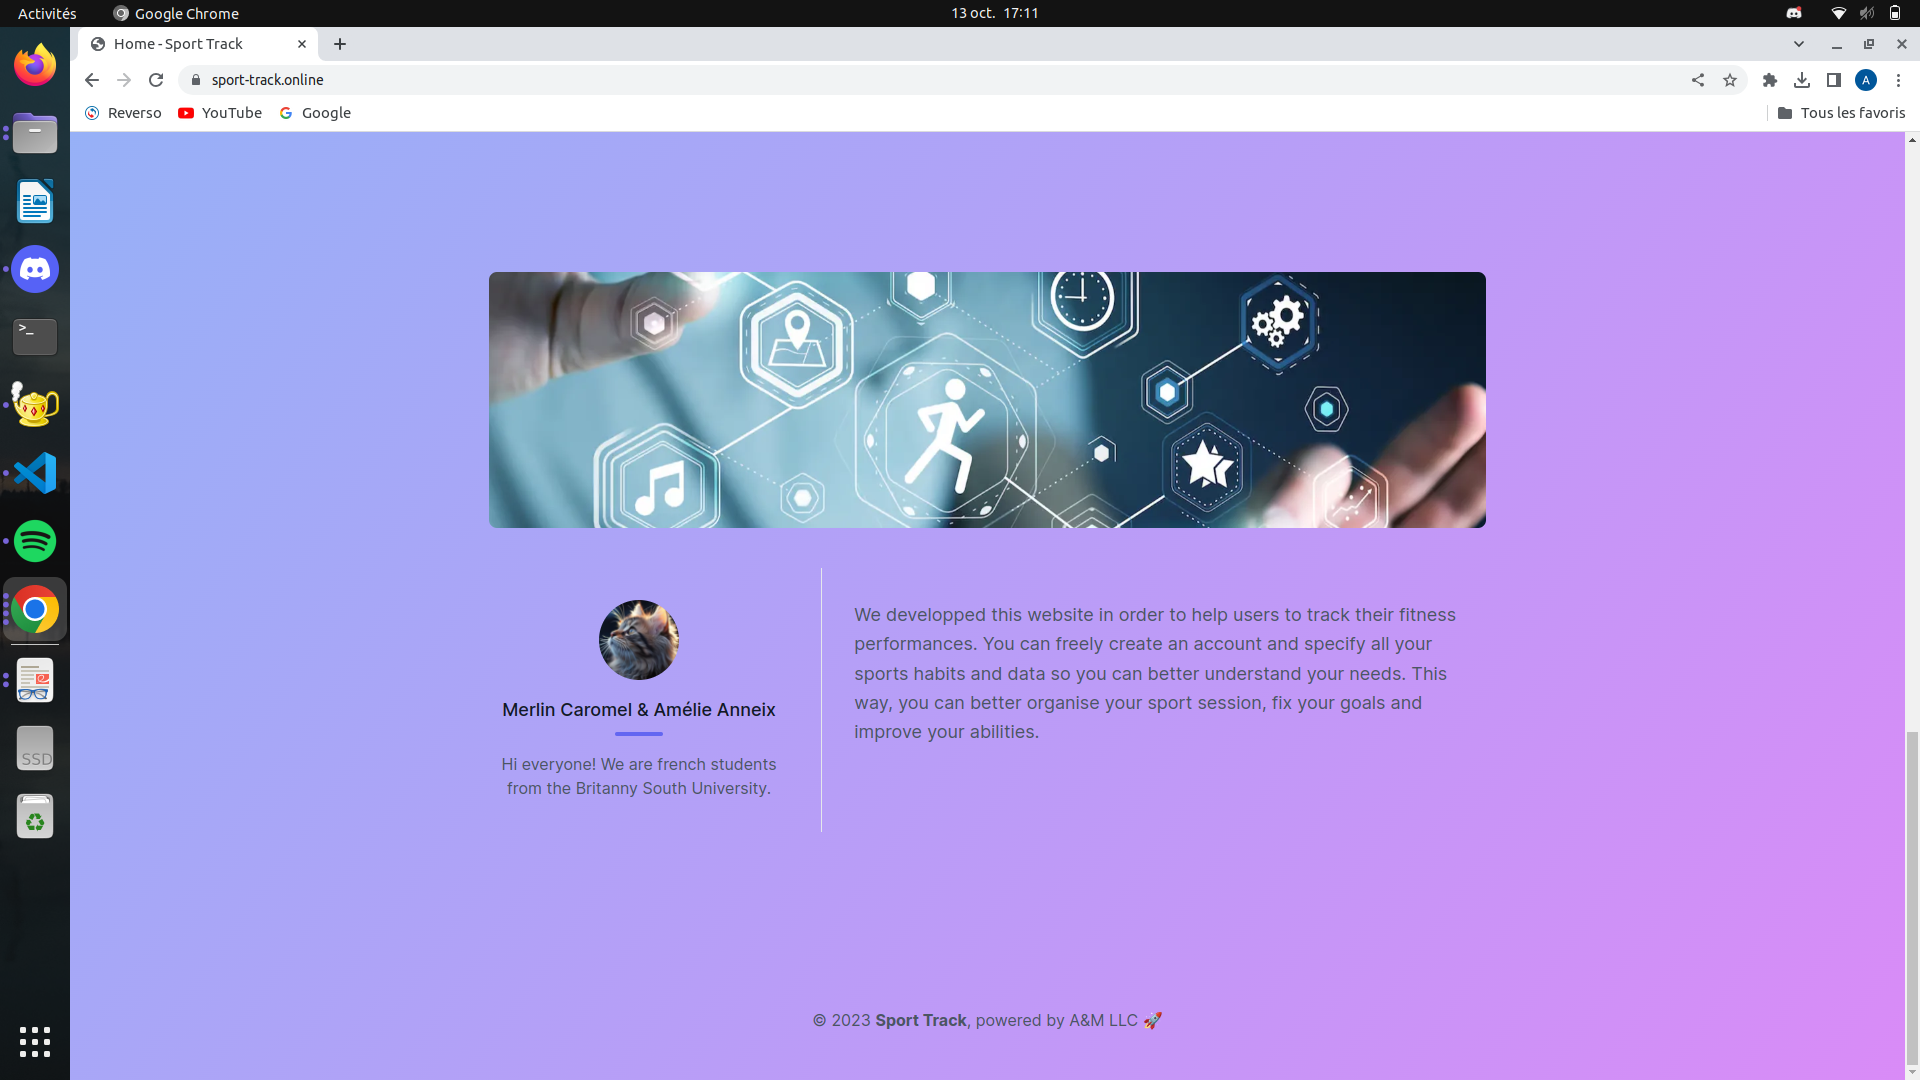 Activités
Google Chrome
13 oct. 17:11
Home - Sport Track
sport-track.online
A
Reverso
YouTube
Google
Tous les favoris
>_
SSD
Merlin Caromel & Amélie Anneix
Hi everyone! We are french students
from the Britanny South University.
We developped this website in order to help users to track their fitness
performances. You can freely create an account and specify all your
sports habits and data so you can better understand your needs. This
way, you can better organise your sport session, fix your goals and
improve your abilities.
© 2023 Sport Track, powered by A&M LLC 🚀